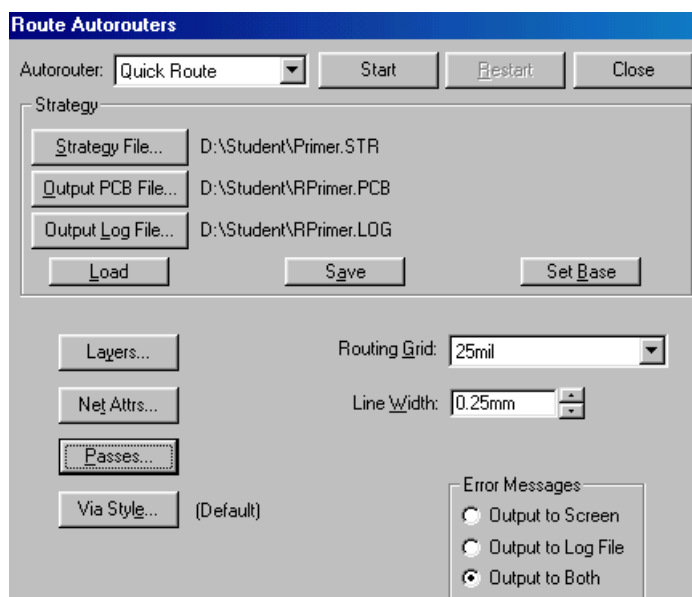 Route Autorouters
Autorouter: Quick Route Start Restart Close
Strategy
Strategy File... D:\Student\Primer.STR
Output PCB File... D:\Student\RPrimer.PCB
Output Log File... D:\Student\RPrimer.LOG
Load Save Set Base
Layers... Routing Grid: 25mil
Net Attrs... Line Width: 0.25mm
Passes...
Via Style... (Default)
Error Messages
Output to Screen
Output to Log File
Output to Both